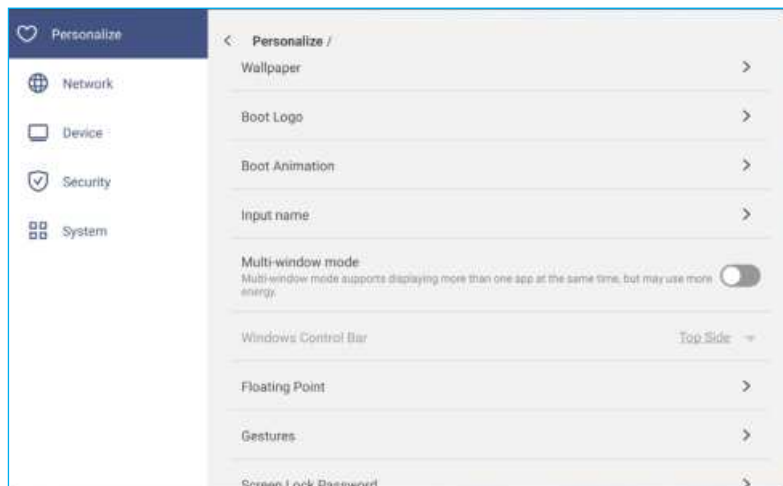 Personalize
Network
Device
Security
System
Personalize /
Wallpaper
Boot Logo
Boot Animation
Input name
Multi-window mode
Multi-window mode supports displaying more than one app at the same time, but may use more
energy.
Windows Control Bar
Top Side
Floating Point
Gestures
Screen Lock Password